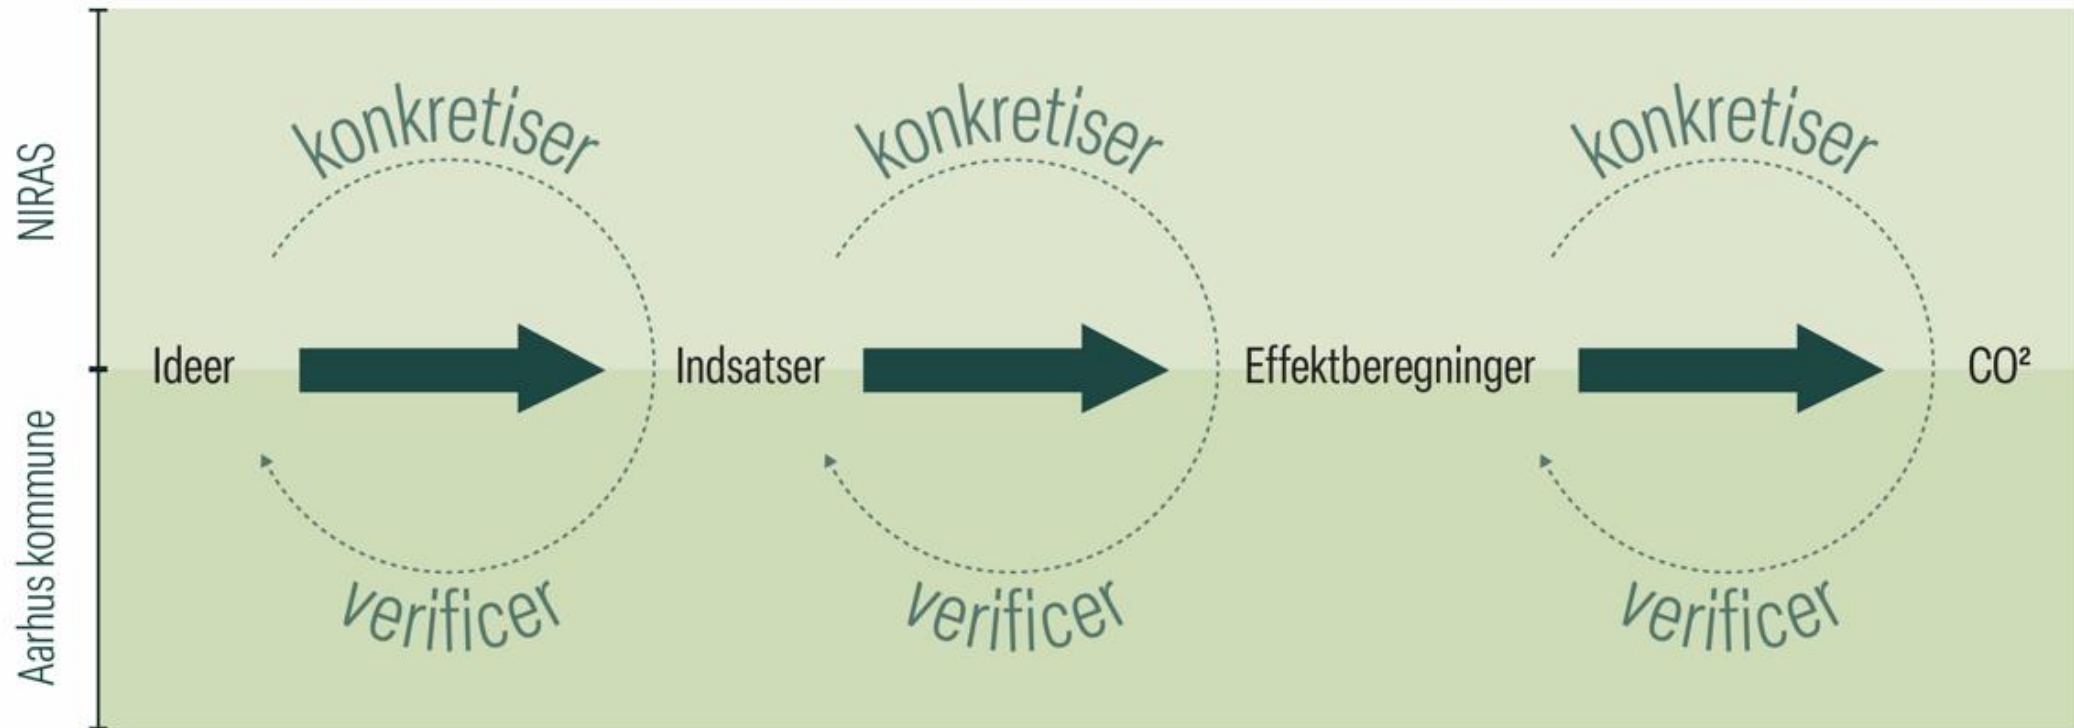 NIRAS
Aarhus kommune
konkretiser
konkretiser
konkretiser
Ideer
Indsatser
Effektberegninger
CO²
verificer
verificer
verificer